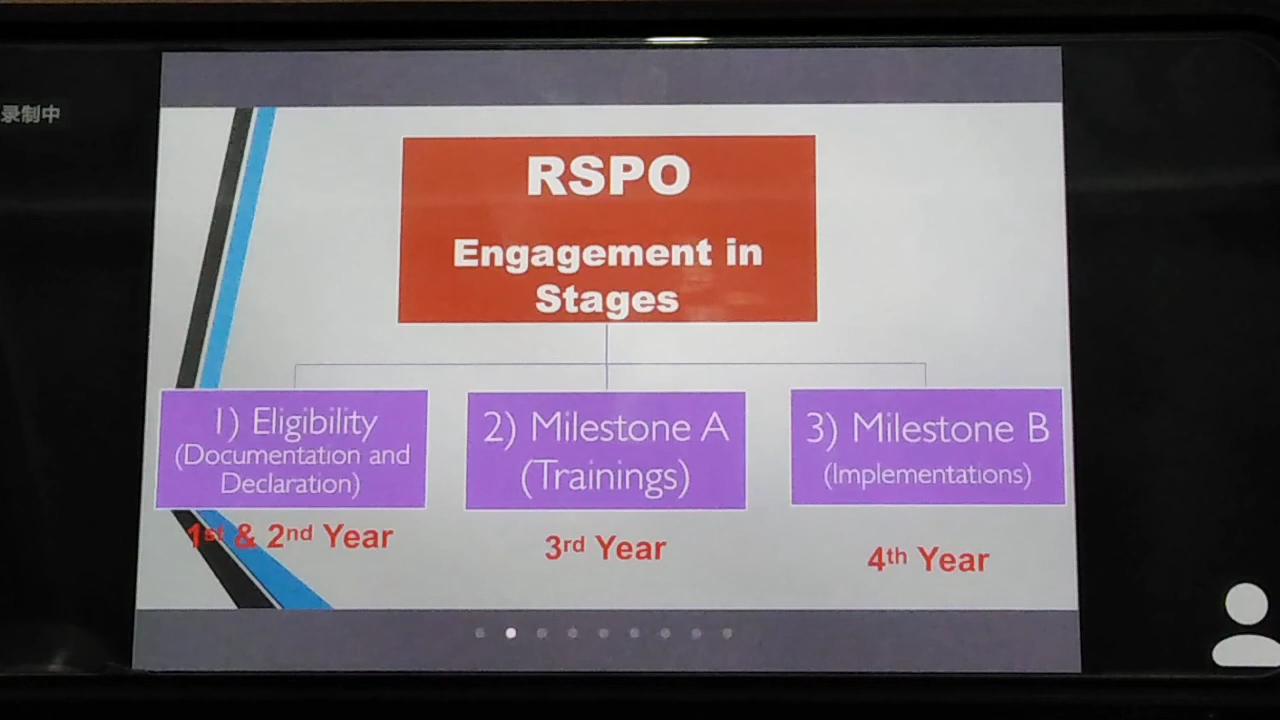 录制中
RSPO
Engagement in
Stages
1) Eligibility
(Documentation and
Declaration)
1st & 2nd Year
2) Milestone A
(Trainings)
3rd Year
3) Milestone B
(Implementations)
4th Year